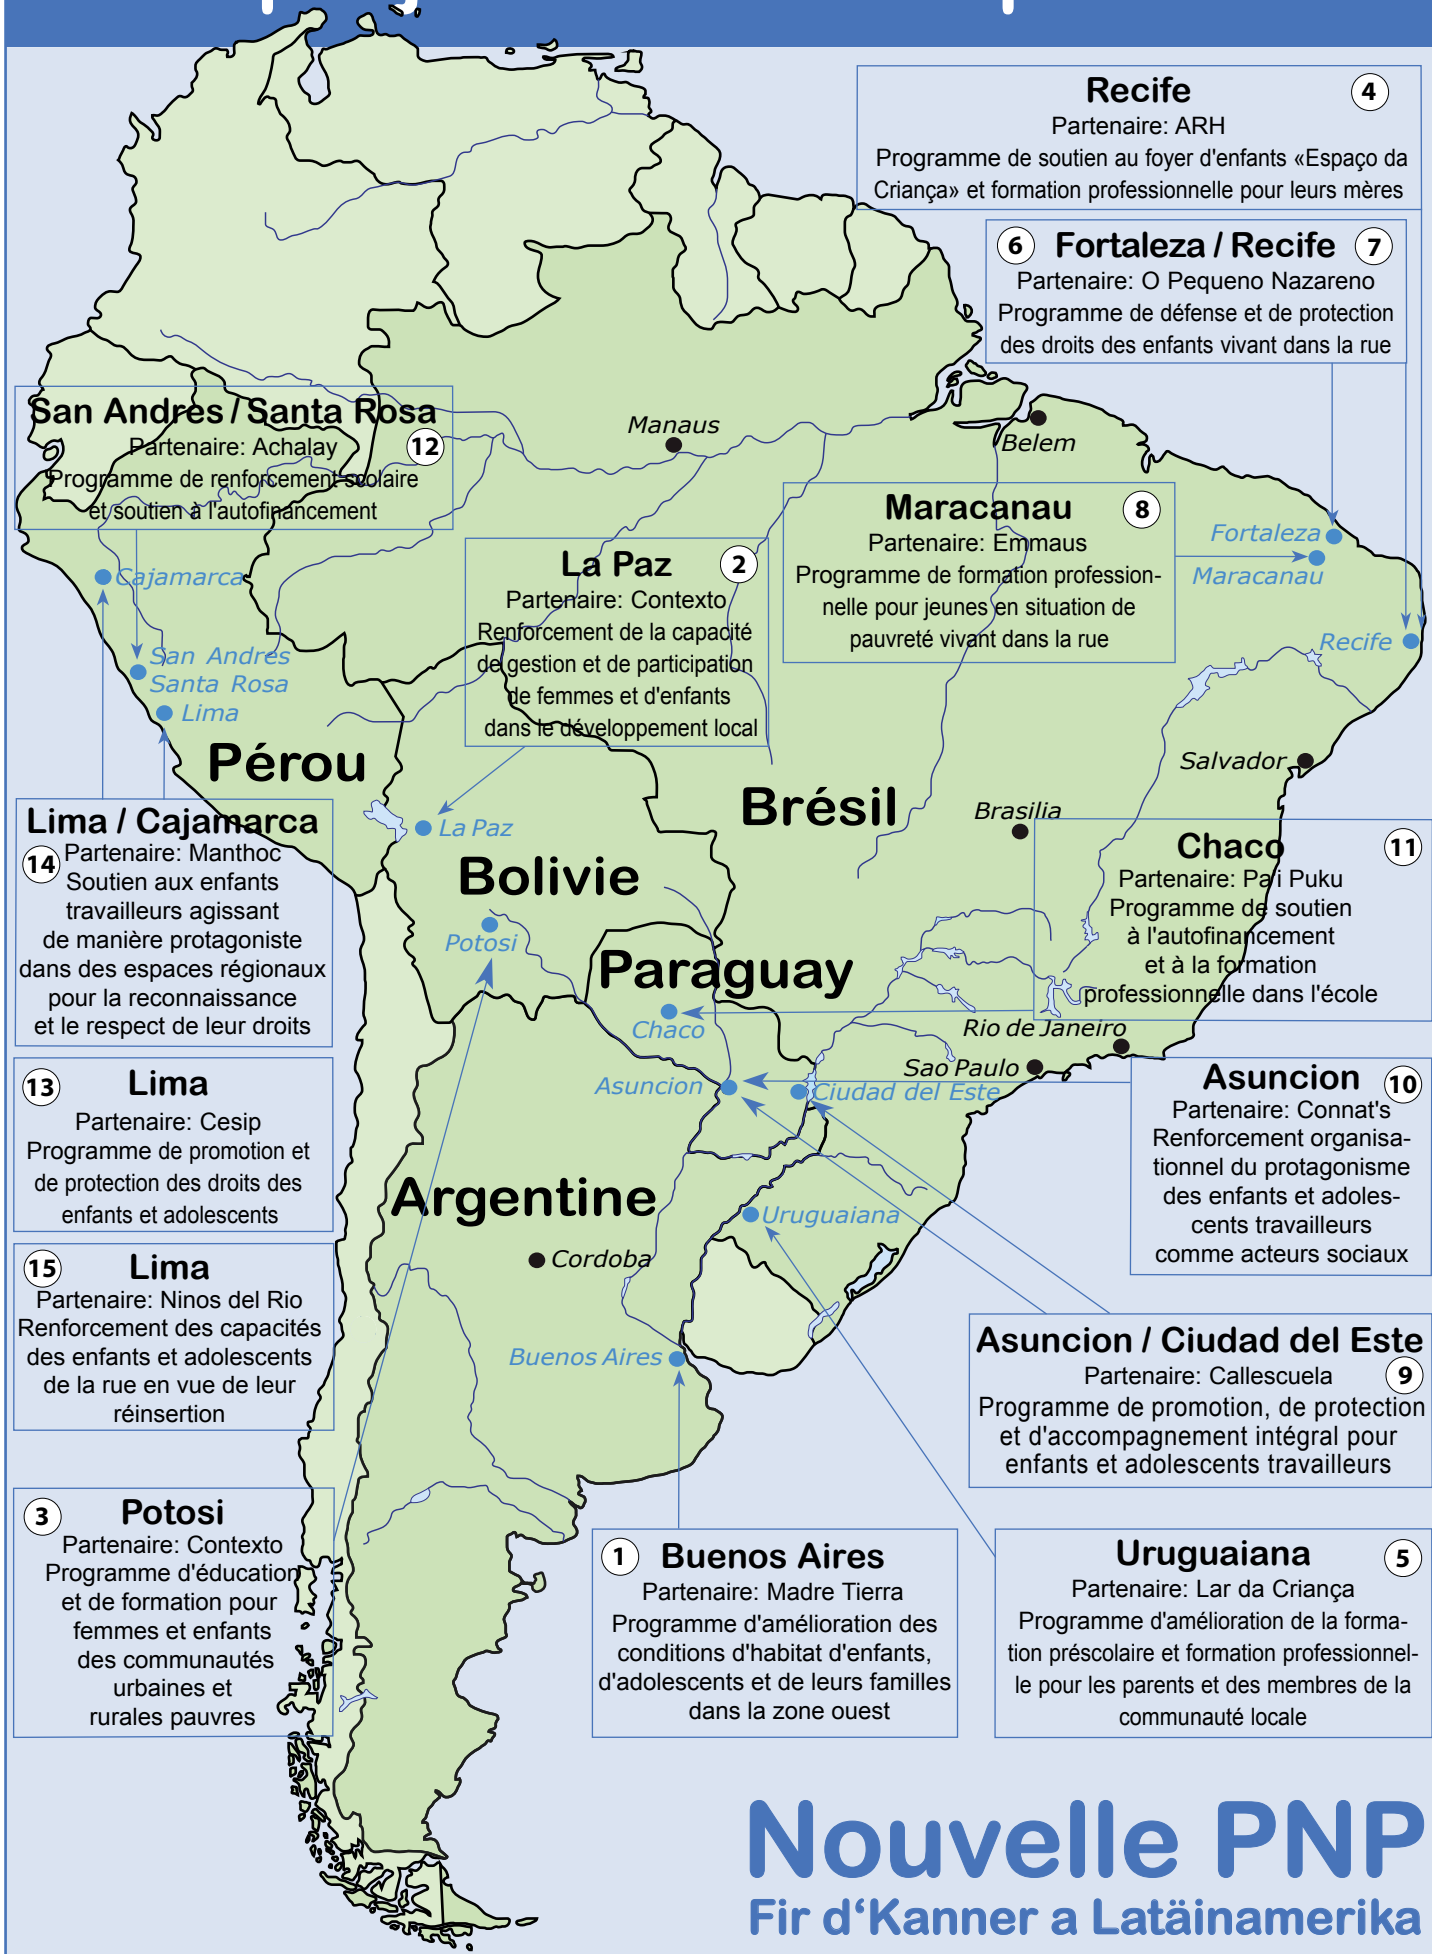 Recife
4
Partenaire: ARH
Programme de soutien au foyer d'enfants «Espaço da
Criança» et formation professionnelle pour leurs mères
6 Fortaleza / Recife 7
Partenaire: O Pequeno Nazareno
Programme de défense et de protection
des droits des enfants vivant dans la rue
San Andres / Santa Rosa
Partenaire: Achalay
12
Programme de renforcement scolaire
et soutien à l'autofinancement
Manaus
Belem
Maracanau
8
Partenaire: Emmaus
Programme de formation profession-
nelle pour jeunes en situation de
pauvreté vivant dans la rue
Fortaleza
Maracanau
Recife
La Paz
2
Partenaire: Contexto
Renforcement de la capacité
de gestion et de participation
de femmes et d'enfants
dans le développement local
Cajamarca
San Andres
Santa Rosa
Lima
Pérou
Salvador
Brésil
Brasilia
La Paz
Bolivie
Potosi
Lima / Cajamarca
14
Partenaire: Manthoc
Soutien aux enfants
travailleurs agissant
de manière protagoniste
dans des espaces régionaux
pour la reconnaissance
et le respect de leur droits
Chaco
11
Partenaire: Pa'i Puku
Programme de soutien
à l'autofinancement
et à la formation
professionnelle dans l'école
Paraguay
Chaco
Rio de Janeiro
Sao Paulo
Asuncion
Ciudad del Este
13
Lima
Partenaire: Cesip
Programme de promotion et
de protection des droits des
enfants et adolescents
Asuncion
10
Partenaire: Connat's
Renforcement organisa-
tionnel du protagonisme
des enfants et adoles-
cents travailleurs
comme acteurs sociaux
Argentine
Uruguaiana
Cordoba
15
Lima
Partenaire: Ninos del Rio
Renforcement des capacités
des enfants et adolescents
de la rue en vue de leur
réinsertion
Buenos Aires
Asuncion / Ciudad del Este
Partenaire: Callescuela
9
Programme de promotion, de protection
et d'accompagnement intégral pour
enfants et adolescents travailleurs
3
Potosi
Partenaire: Contexto
Programme d'éducation
et de formation pour
femmes et enfants
des communautés
urbaines et
rurales pauvres
1
Buenos Aires
Partenaire: Madre Tierra
Programme d'amélioration des
conditions d'habitat d'enfants,
d'adolescents et de leurs familles
dans la zone ouest
Uruguaiana
5
Partenaire: Lar da Criança
Programme d'amélioration de la forma-
tion préscolaire et formation professionnel-
le pour les parents et des membres de la
communauté locale
Nouvelle PNP
Fir d‘Kanner a Latäinamerika